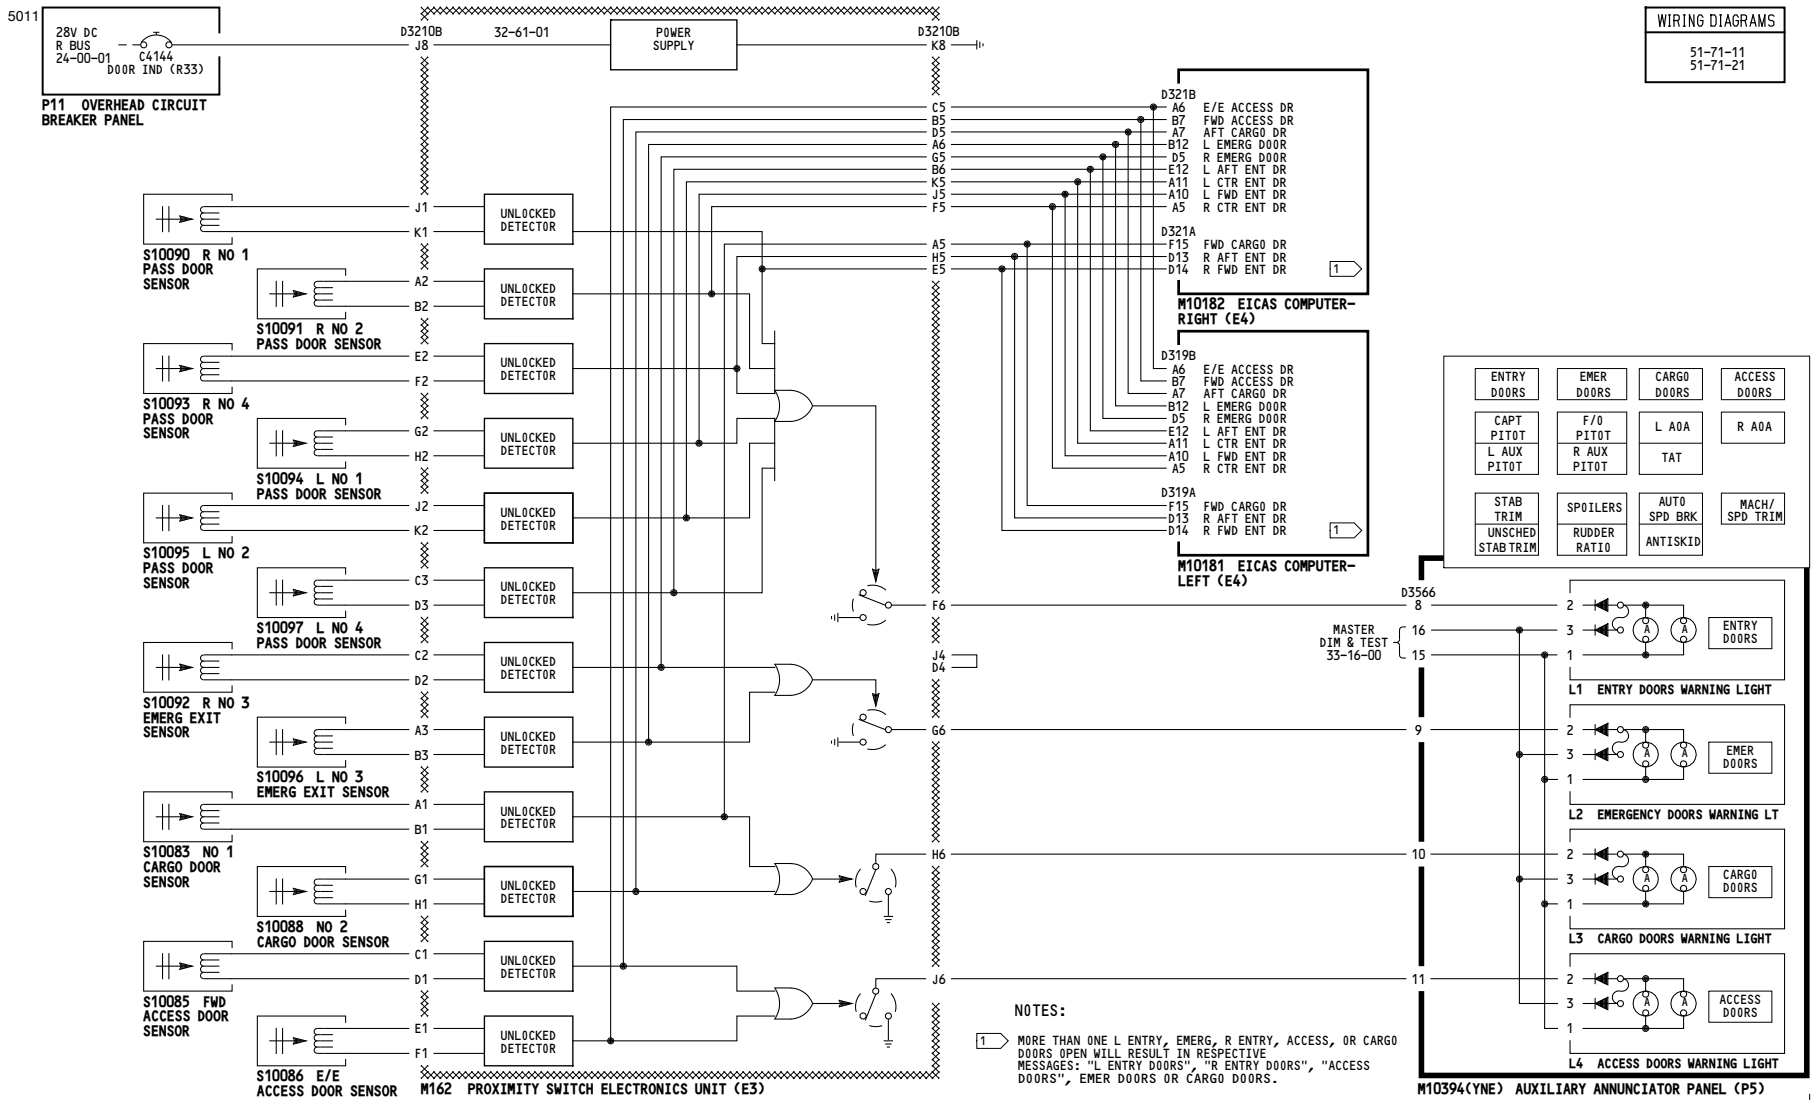 5011
28V DC
R BUS
24-00-01
C4144
DOOR IND (R33)
P11 OVERHEAD CIRCUIT
BREAKER PANEL
D3210B
J8
32-61-01
POWER
SUPPLY
D3210B
K8
WIRING DIAGRAMS
51-71-11
51-71-21
S10090 R NO 1
PASS DOOR
SENSOR
J1
K1
UNLOCKED
DETECTOR
S10091 R NO 2
PASS DOOR SENSOR
A2
B2
UNLOCKED
DETECTOR
S10093 R NO 4
PASS DOOR
SENSOR
E2
F2
UNLOCKED
DETECTOR
S10094 L NO 1
PASS DOOR SENSOR
G2
H2
UNLOCKED
DETECTOR
S10095 L NO 2
PASS DOOR
SENSOR
J2
K2
UNLOCKED
DETECTOR
S10097 L NO 4
PASS DOOR SENSOR
C3
D3
UNLOCKED
DETECTOR
S10092 R NO 3
EMERG EXIT
SENSOR
C2
D2
UNLOCKED
DETECTOR
S10096 L NO 3
EMERG EXIT SENSOR
A3
B3
UNLOCKED
DETECTOR
S10083 NO 1
CARGO DOOR
SENSOR
A1
B1
UNLOCKED
DETECTOR
S10088 NO 2
CARGO DOOR SENSOR
G1
H1
UNLOCKED
DETECTOR
S10085 FWD
ACCESS DOOR
SENSOR
C1
D1
UNLOCKED
DETECTOR
S10086 E/E
ACCESS DOOR SENSOR
E1
F1
UNLOCKED
DETECTOR
M162 PROXIMITY SWITCH ELECTRONICS UNIT (E3)
C5
B5
D5
A6
G5
B6
K5
J5
F5
A5
H5
E5
F6
J4
D4
G6
H6
J6
D321B
A6 E/E ACCESS DR
B7 FWD ACCESS DR
A7 AFT CARGO DR
B12 L EMERG DOOR
D5 R EMERG DOOR
E12 L AFT ENT DR
A11 L CTR ENT DR
A10 L FWD ENT DR
A5 R CTR ENT DR
D321A
F15 FWD CARGO DR
D13 R AFT ENT DR
D14 R FWD ENT DR
1
M10182 EICAS COMPUTER-
RIGHT (E4)
D319B
A6 E/E ACCESS DR
B7 FWD ACCESS DR
A7 AFT CARGO DR
B12 L EMERG DOOR
D5 R EMERG DOOR
E12 L AFT ENT DR
A11 L CTR ENT DR
A10 L FWD ENT DR
A5 R CTR ENT DR
D319A
F15 FWD CARGO DR
D13 R AFT ENT DR
D14 R FWD ENT DR
1
M10181 EICAS COMPUTER-
LEFT (E4)
ENTRY
DOORS
EMER
DOORS
CARGO
DOORS
ACCESS
DOORS
CAPT
PITOT
F/O
PITOT
L AOA
R AOA
L AUX
PITOT
R AUX
PITOT
TAT
STAB
TRIM
SPOILERS
AUTO
SPD BRK
MACH/
SPD TRIM
UNSCHED
STAB TRIM
RUDDER
RATIO
ANTISKID
D3566
8
MASTER
DIM & TEST
33-16-00
16
15
9
10
11
2
3
1
A
A
ENTRY
DOORS
L1 ENTRY DOORS WARNING LIGHT
2
3
1
A
A
EMER
DOORS
L2 EMERGENCY DOORS WARNING LT
2
3
1
A
A
CARGO
DOORS
L3 CARGO DOORS WARNING LIGHT
2
3
1
A
A
ACCESS
DOORS
L4 ACCESS DOORS WARNING LIGHT
M10394(YNE) AUXILIARY ANNUNCIATOR PANEL (P5)
NOTES:
1 MORE THAN ONE L ENTRY, EMERG, R ENTRY, ACCESS, OR CARGO
DOORS OPEN WILL RESULT IN RESPECTIVE
MESSAGES: "L ENTRY DOORS", "R ENTRY DOORS", "ACCESS
DOORS", EMER DOORS OR CARGO DOORS.